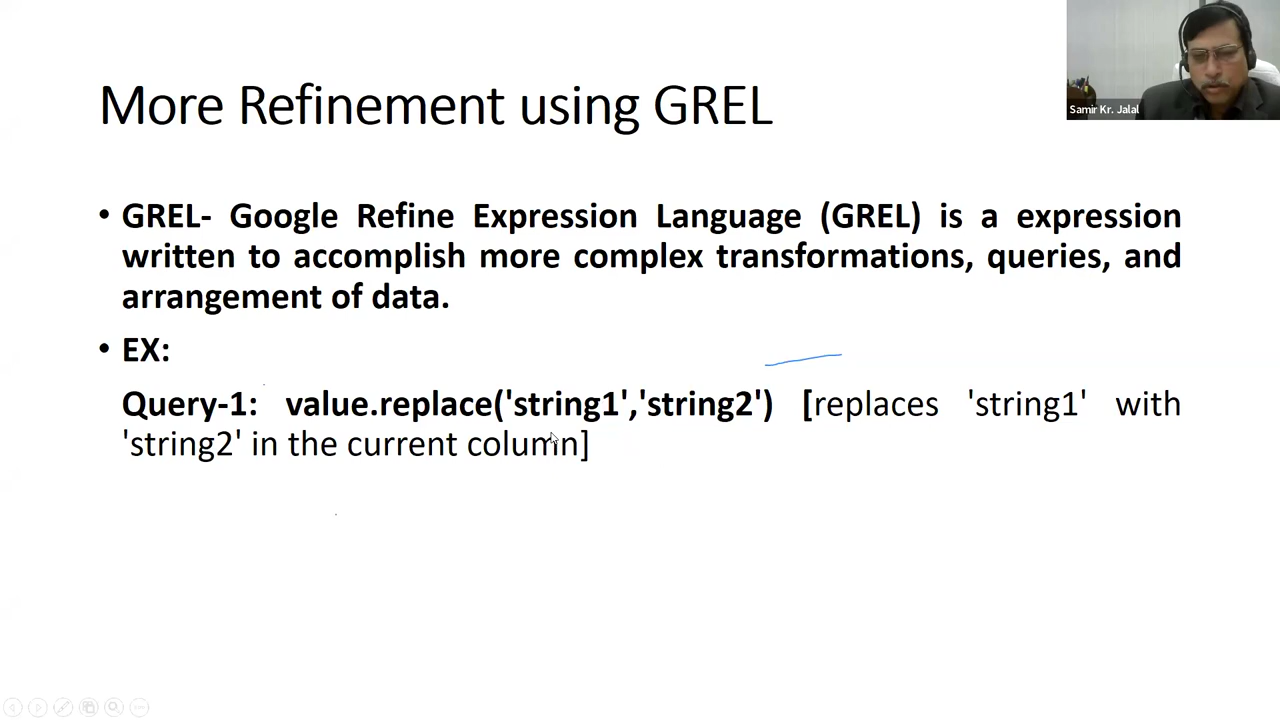 Samir Kr. Jalal
More Refinement using GREL
• GREL- Google Refine Expression Language (GREL) is a expression
written to accomplish more complex transformations, queries, and
arrangement of data.
• EX:
Query-1: value.replace('string1','string2') [replaces 'string1' with
'string2' in the current column]